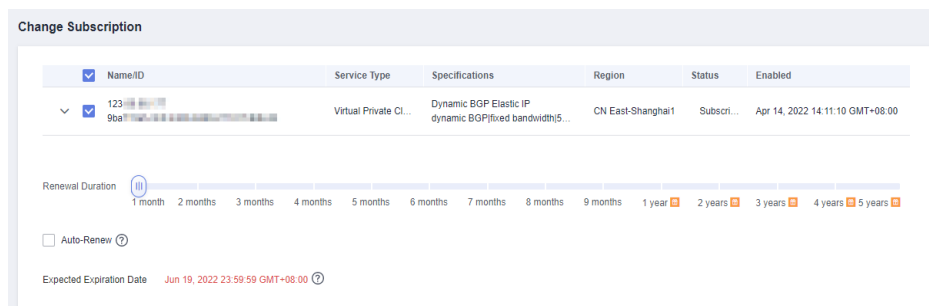 Change Subscription
Name/ID Service Type Specifications Region Status Enabled
123
9ba
Virtual Private Cl... Dynamic BGP Elastic IP
dynamic BGP|fixed bandwidth|5... CN East-Shanghai1 Subscri... Apr 14, 2022 14:11:10 GMT+08:00
Renewal Duration
1 month 2 months 3 months 4 months 5 months 6 months 7 months 8 months 9 months 1 year 2 years 3 years 4 years 5 years
Auto-Renew ?
Expected Expiration Date Jun 19, 2022 23:59:59 GMT+08:00 ?